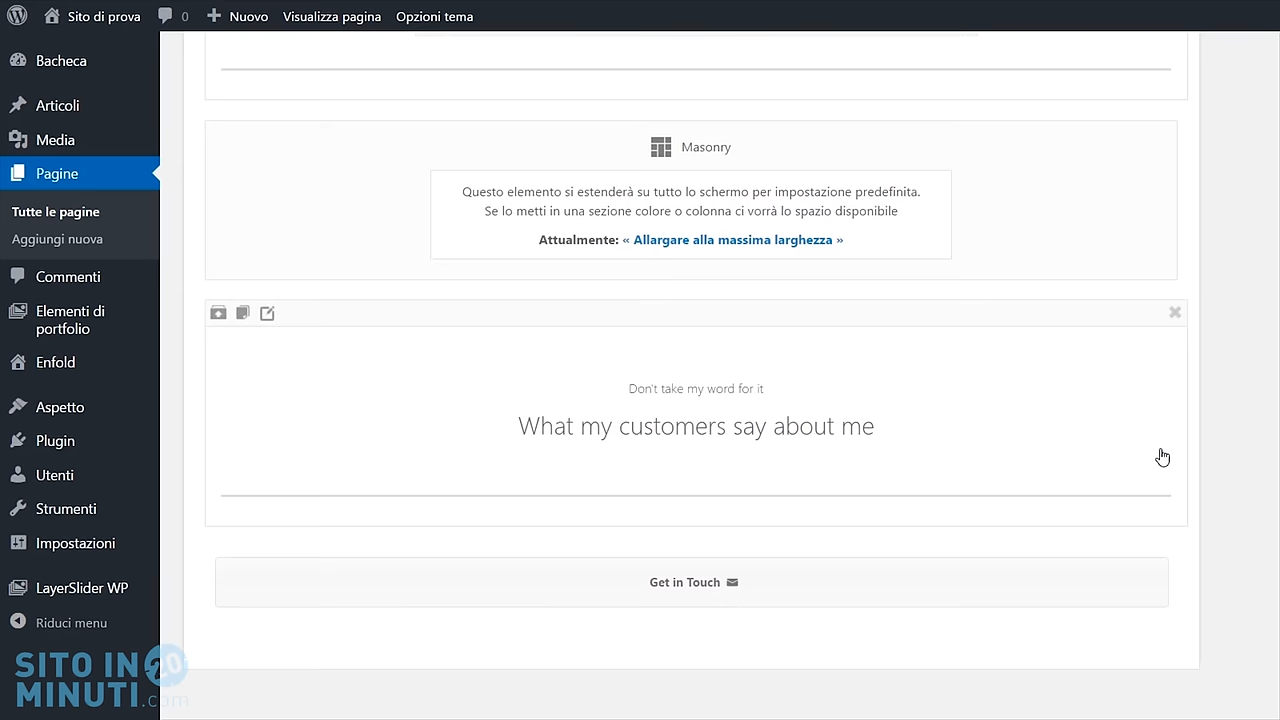 Sito di prova
0
Nuovo
Visualizza pagina
Opzioni tema
Bacheca
Articoli
Media
Pagine
Tutte le pagine
Aggiungi nuova
Commenti
Elementi di
portfolio
Enfold
Aspetto
Plugin
Utenti
Strumenti
Impostazioni
LayerSlider WP
Riduci menu
Masonry
Questo elemento si estenderà su tutto lo schermo per impostazione predefinita.
Se lo metti in una sezione colore o colonna ci vorrà lo spazio disponibile
Attualmente: « Allargare alla massima larghezza »
Don't take my word for it
What my customers say about me
Get in Touch
SITO IN 20
MINUTI.com